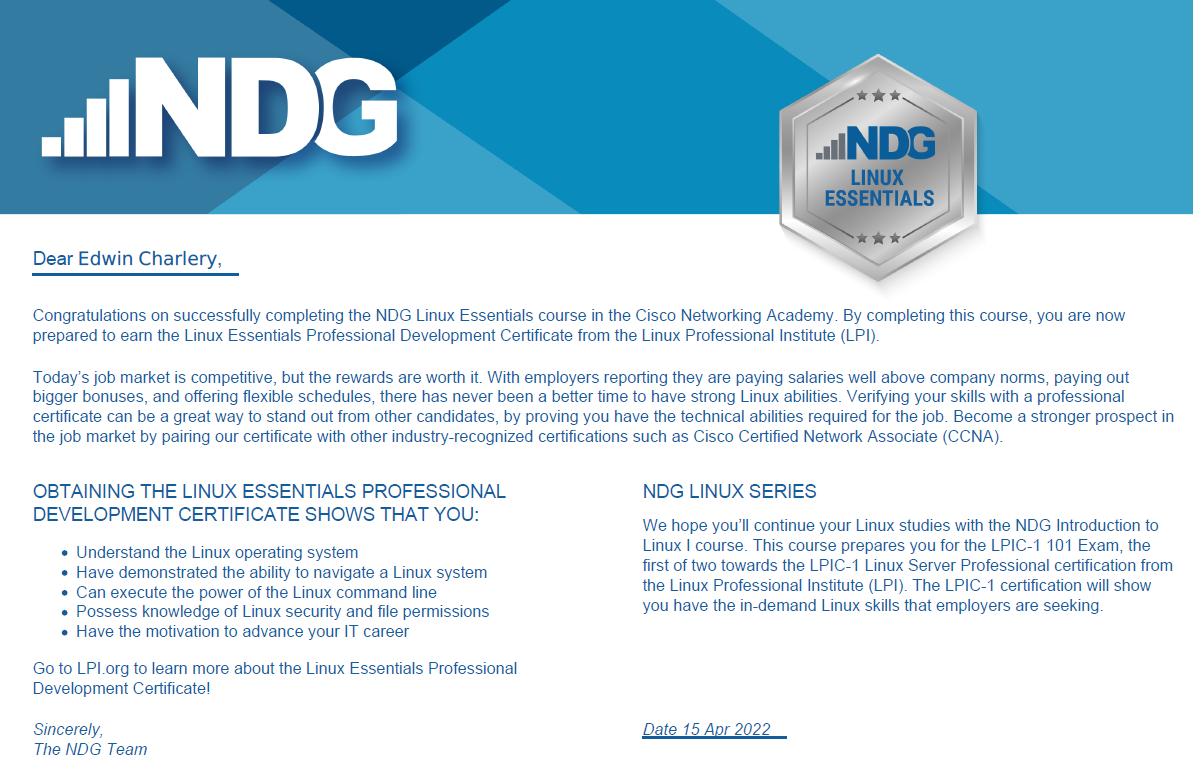 NDG
NDG
LINUX
ESSENTIALS
Dear Edwin Charlery,
Congratulations on successfully completing the NDG Linux Essentials course in the Cisco Networking Academy. By completing this course, you are now
prepared to earn the Linux Essentials Professional Development Certificate from the Linux Professional Institute (LPI).
Today’s job market is competitive, but the rewards are worth it. With employers reporting they are paying salaries well above company norms, paying out
bigger bonuses, and offering flexible schedules, there has never been a better time to have strong Linux abilities. Verifying your skills with a professional
certificate can be a great way to stand out from other candidates, by proving you have the technical abilities required for the job. Become a stronger prospect in
the job market by pairing our certificate with other industry-recognized certifications such as Cisco Certified Network Associate (CCNA).
OBTAINING THE LINUX ESSENTIALS PROFESSIONAL
DEVELOPMENT CERTIFICATE SHOWS THAT YOU:
• Understand the Linux operating system
• Have demonstrated the ability to navigate a Linux system
• Can execute the power of the Linux command line
• Possess knowledge of Linux security and file permissions
• Have the motivation to advance your IT career
Go to LPI.org to learn more about the Linux Essentials Professional
Development Certificate!
Sincerely,
The NDG Team
NDG LINUX SERIES
We hope you’ll continue your Linux studies with the NDG Introduction to
Linux I course. This course prepares you for the LPIC-1 101 Exam, the
first of two towards the LPIC-1 Linux Server Professional certification from
the Linux Professional Institute (LPI). The LPIC-1 certification will show
you have the in-demand Linux skills that employers are seeking.
Date 15 Apr 2022